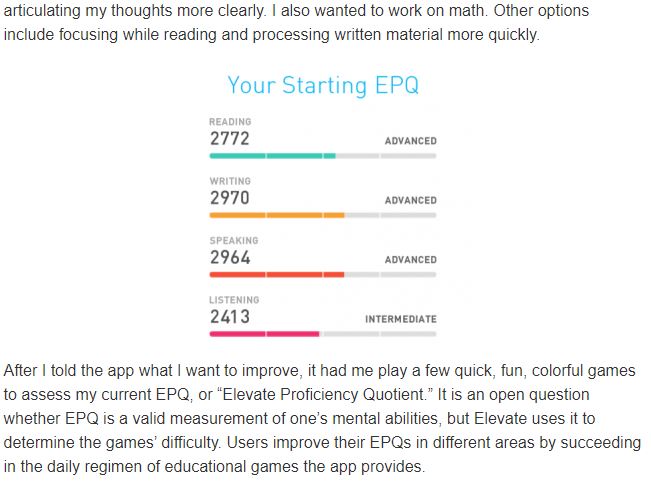 articulating my thoughts more clearly. I also wanted to work on math. Other options
include focusing while reading and processing written material more quickly.
Your Starting EPQ
READING
2772
ADVANCED
WRITING
2970
ADVANCED
SPEAKING
2964
ADVANCED
LISTENING
2413
INTERMEDIATE
After I told the app what I want to improve, it had me play a few quick, fun, colorful games
to assess my current EPQ, or “Elevate Proficiency Quotient.” It is an open question
whether EPQ is a valid measurement of one’s mental abilities, but Elevate uses it to
determine the games’ difficulty. Users improve their EPQs in different areas by succeeding
in the daily regimen of educational games the app provides.